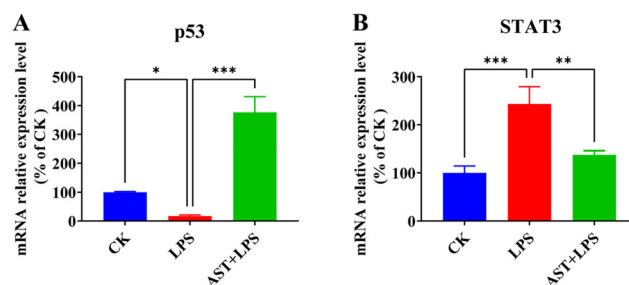 A
p53
mRNA relative expression level
(% of CK )
500
400
300
200
100
0
*
***
CK
LPS
AST+LPS
B
STAT3
mRNA relative expression level
(% of CK )
300
200
100
0
***
**
CK
LPS
AST+LPS